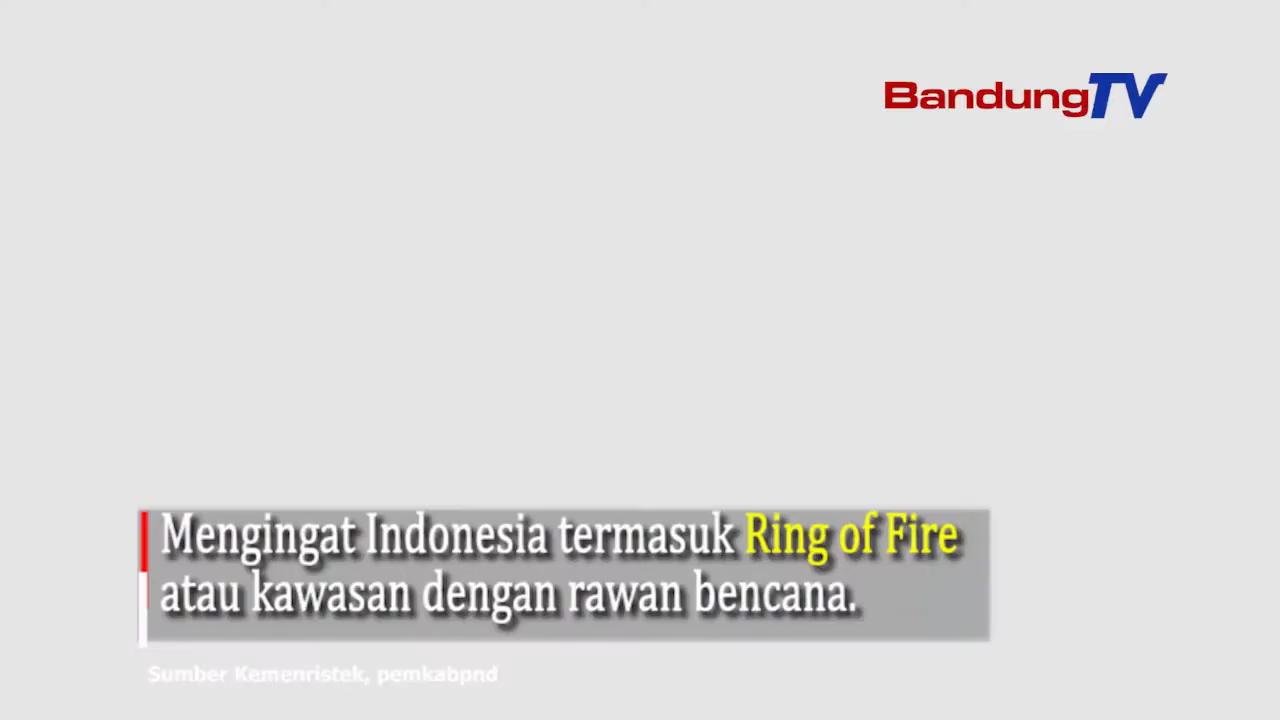 BandungTV
Mengingat Indonesia termasuk Ring of Fire
atau kawasan dengan rawan bencana.
Sumber Kemenristek, pemkabpnd